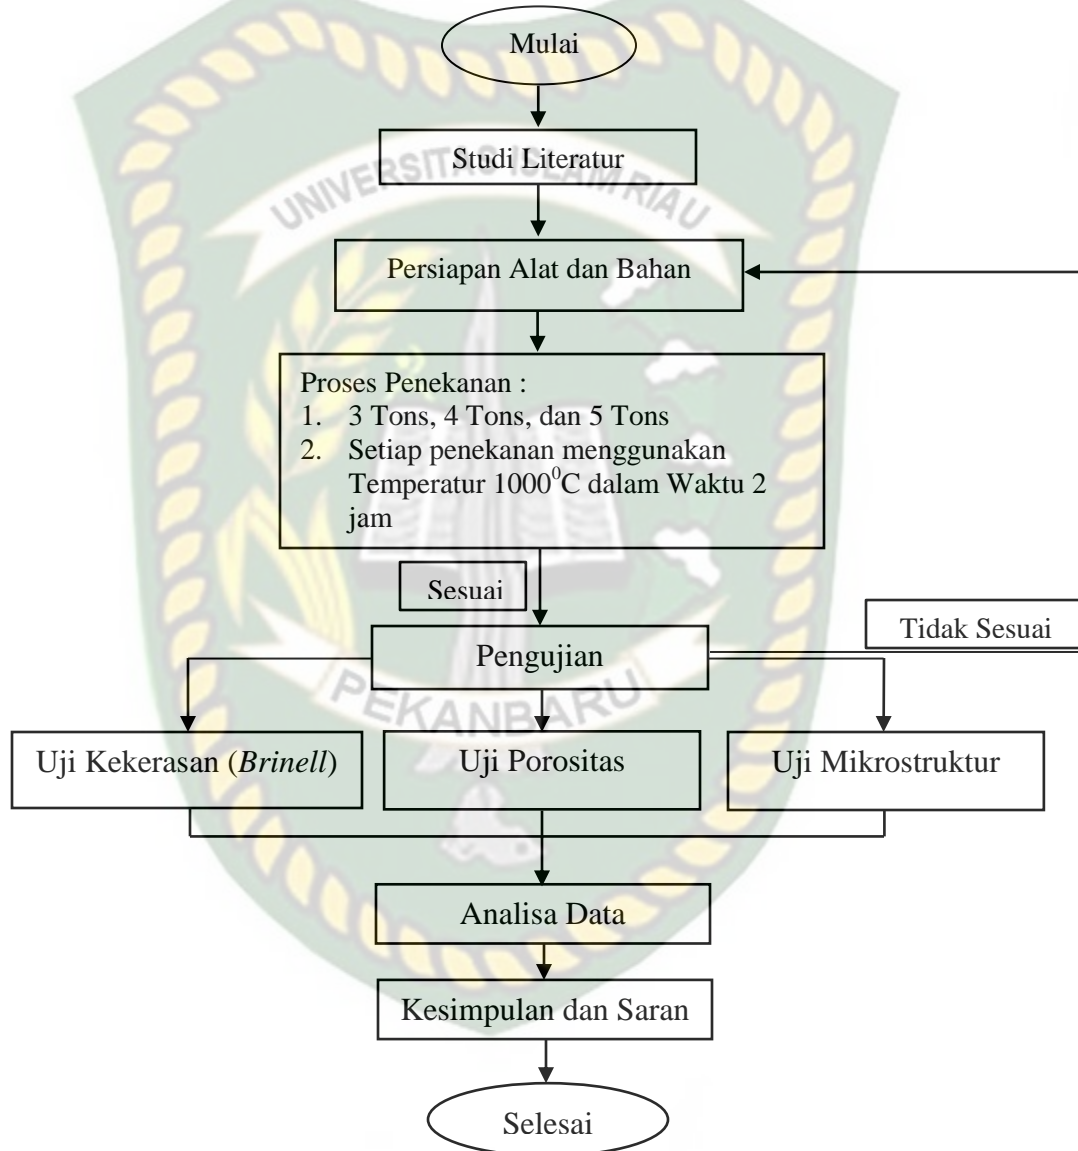 Mulai
Studi Literatur
UNIVERSITAS ISLAM RIAU
Persiapan Alat dan Bahan
Proses Penekanan :
1. 3 Tons, 4 Tons, dan 5 Tons
2. Setiap penekanan menggunakan
Temperatur 1000⁰C dalam Waktu 2
jam
Sesuai
Tidak Sesuai
Pengujian
PEKANBARU
Uji Kekerasan (Brinell)
Uji Porositas
Uji Mikrostruktur
Analisa Data
Kesimpulan dan Saran
Selesai